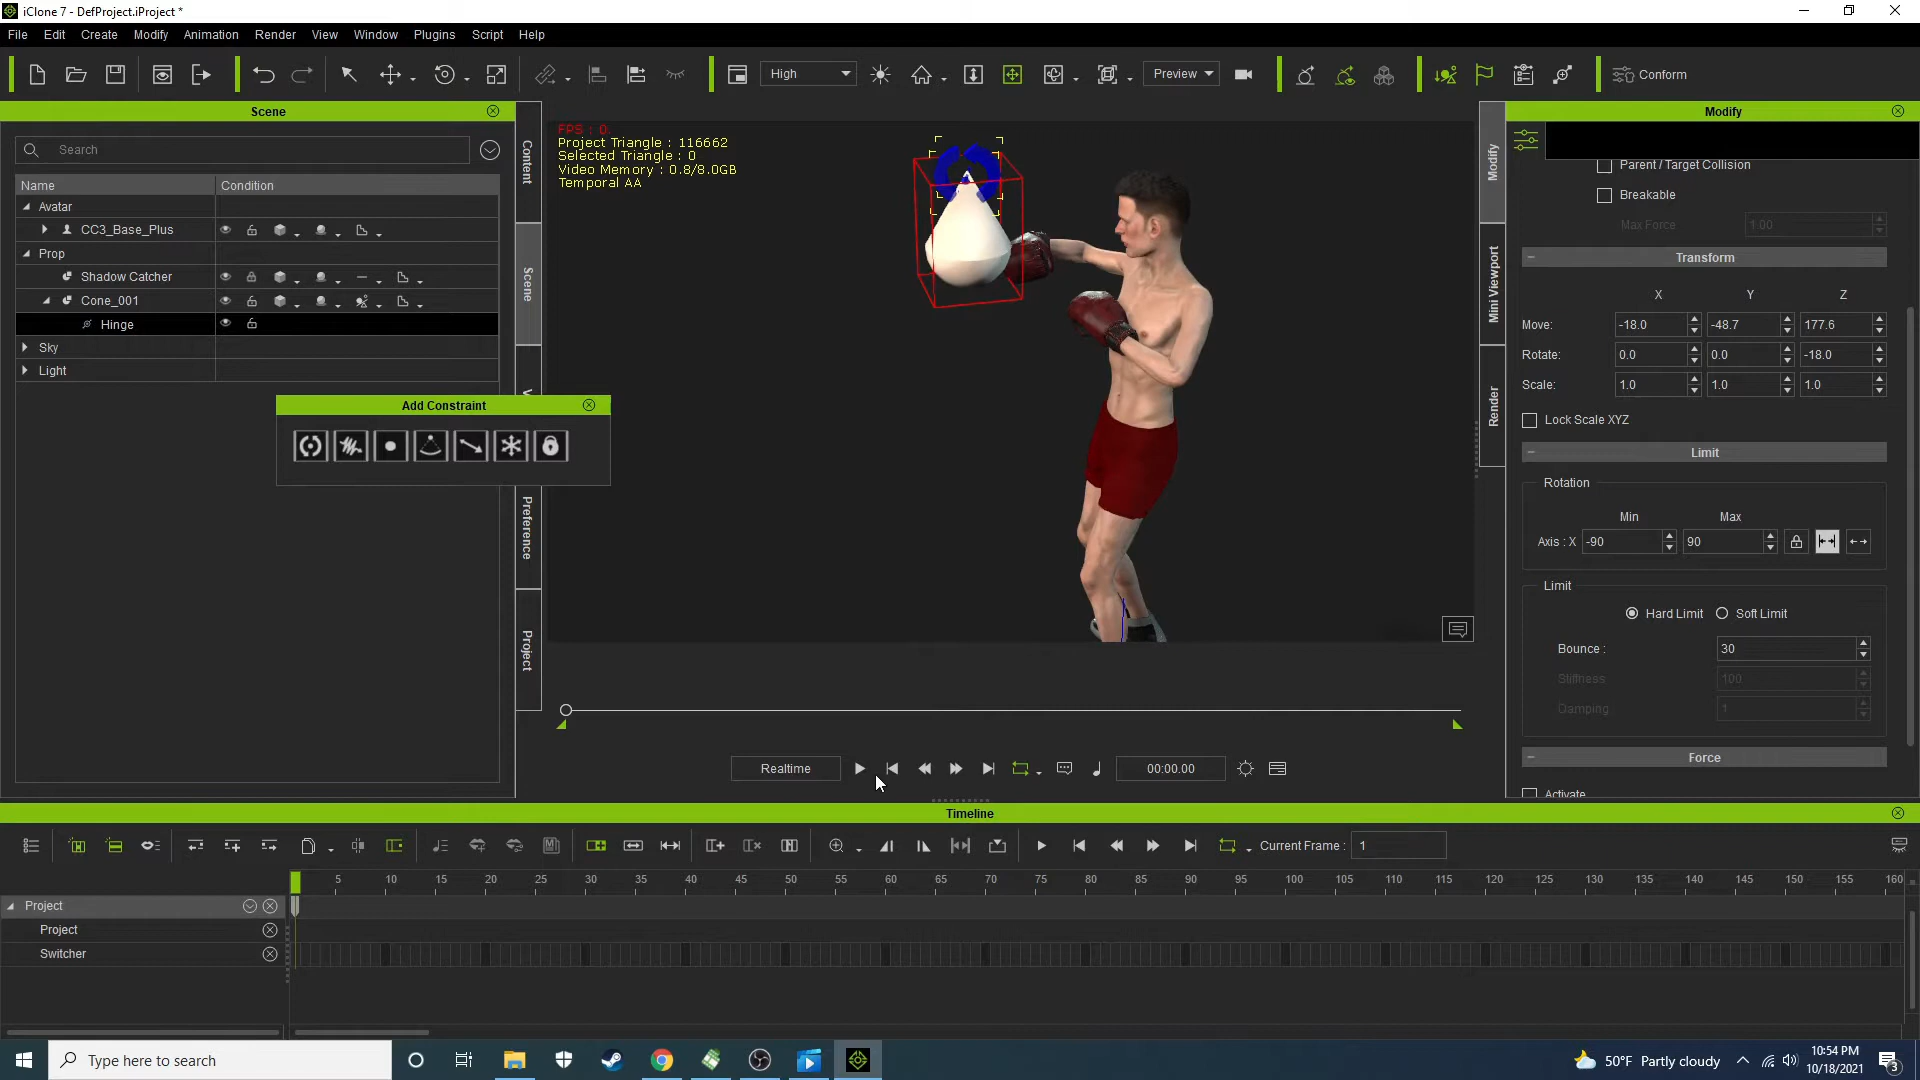 iClone 7 - DefProject.iProject *
File Edit Create Modify Animation Render View Window Plugins Script Help
High
Preview
Conform
Scene
Search
Name Condition
Avatar
CC3_Base_Plus
Prop
Shadow Catcher
Cone_001
Hinge
Sky
Light
Add Constraint
Content
Scene
Preference
Project
FPS : 0.
Project Triangle : 116662
Selected Triangle : 0
Video Memory : 0.8/8.0GB
Temporal AA
Modify
Mini Viewport
Render
Modify
Parent / Target Collision
Breakable
Max Force 1.00
Transform
X Y Z
Move: -18.0 -48.7 177.6
Rotate: 0.0 0.0 -18.0
Scale: 1.0 1.0 1.0
Lock Scale XYZ
Limit
Rotation
Min Max
Axis : X -90 90
Limit
Hard Limit Soft Limit
Bounce : 30
Stiffness: 100
Damping: 1
Force
Activate
Realtime 00:00.00
Timeline
Current Frame : 1
5 10 15 20 25 30 35 40 45 50 55 60 65 70 75 80 85 90 95 100 105 110 115 120 125 130 135 140 145 150 155 160
Project
Project
Switcher
Type here to search
50°F Partly cloudy
10:54 PM
10/18/2021
3